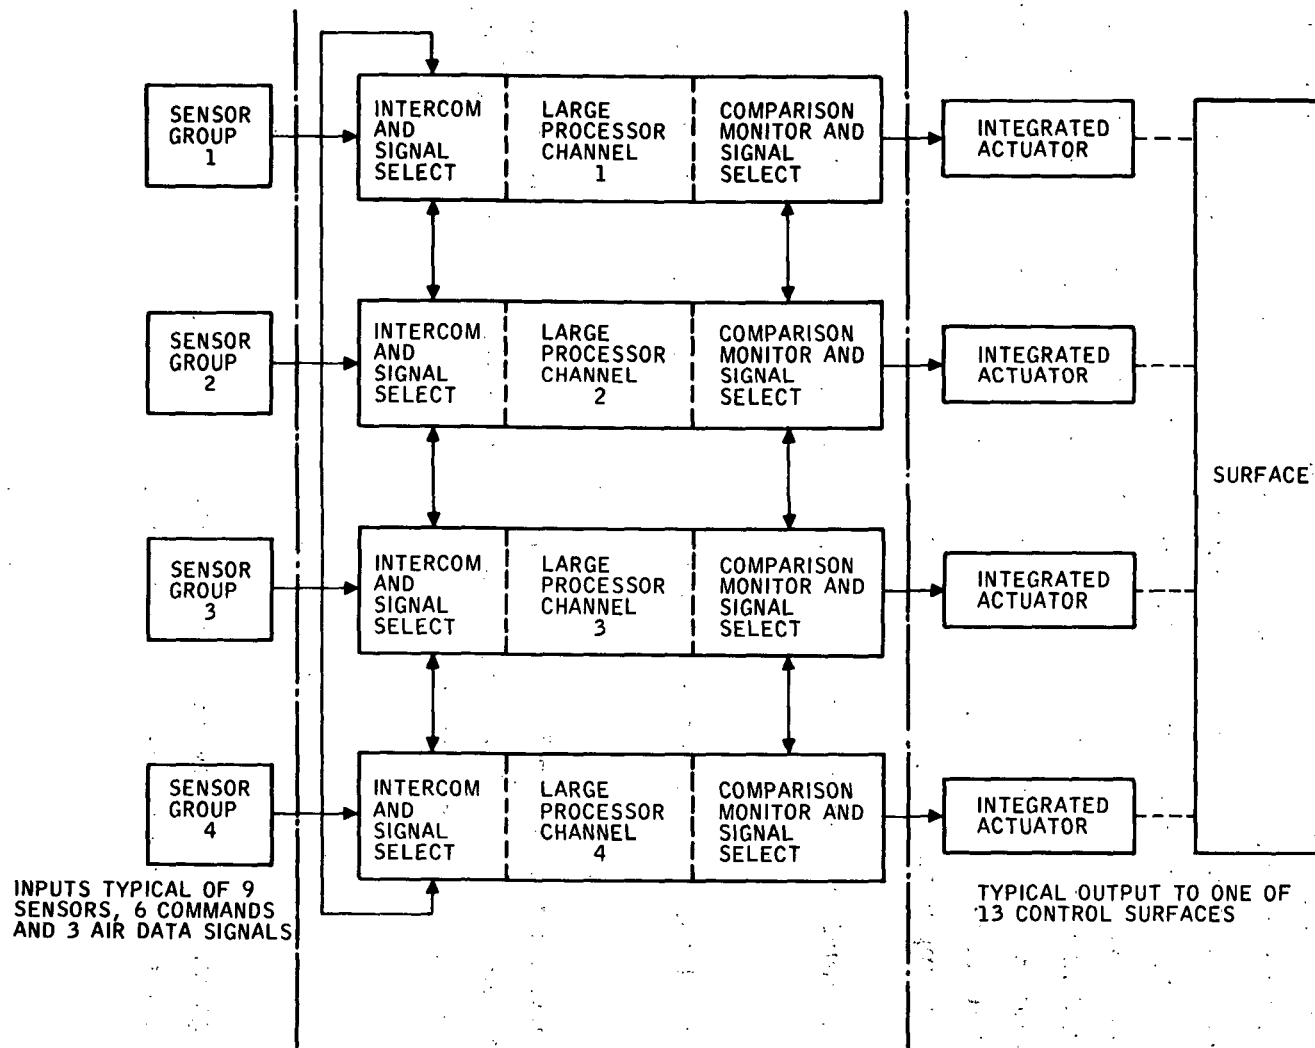 SENSOR
GROUP
1
INTERCOM
AND
SIGNAL
SELECT
LARGE
PROCESSOR
CHANNEL
1
COMPARISON
MONITOR AND
SIGNAL
SELECT
INTEGRATED
ACTUATOR
SENSOR
GROUP
2
INTERCOM
AND
SIGNAL
SELECT
LARGE
PROCESSOR
CHANNEL
2
COMPARISON
MONITOR AND
SIGNAL
SELECT
INTEGRATED
ACTUATOR
SURFACE
SENSOR
GROUP
3
INTERCOM
AND
SIGNAL
SELECT
LARGE
PROCESSOR
CHANNEL
3
COMPARISON
MONITOR AND
SIGNAL
SELECT
INTEGRATED
ACTUATOR
SENSOR
GROUP
4
INTERCOM
AND
SIGNAL
SELECT
LARGE
PROCESSOR
CHANNEL
4
COMPARISON
MONITOR AND
SIGNAL
SELECT
INTEGRATED
ACTUATOR
INPUTS TYPICAL OF 9
SENSORS, 6 COMMANDS
AND 3 AIR DATA SIGNALS
TYPICAL OUTPUT TO ONE OF
13 CONTROL SURFACES